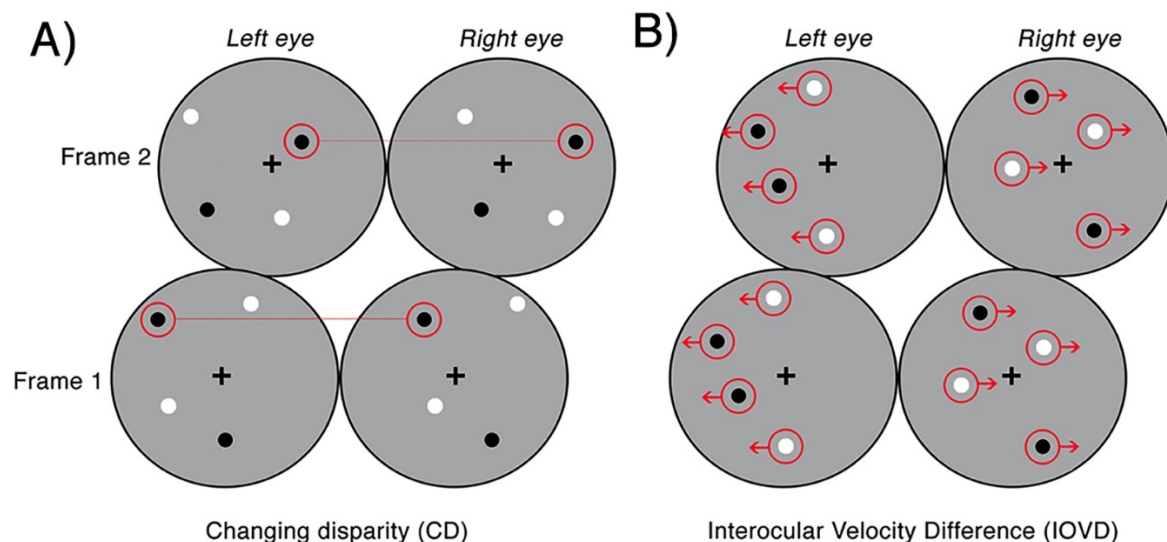 A)
Left eye
Right eye
B)
Left eye
Right eye
Frame 2
Frame 1
Changing disparity (CD)
Interocular Velocity Difference (IOVD)